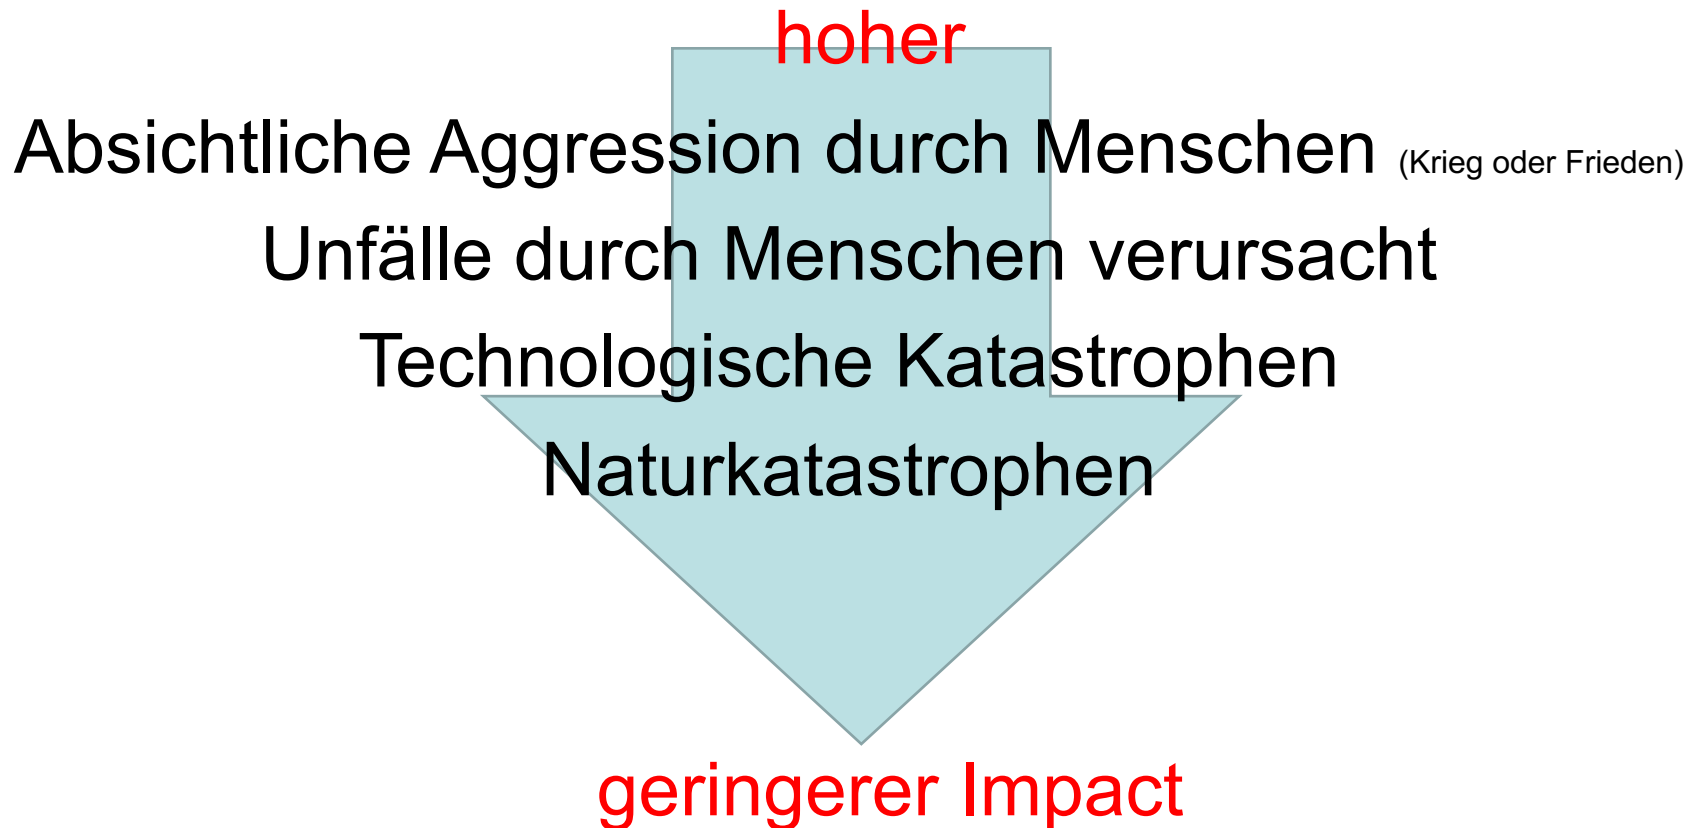 hoher
Absichtliche Aggression durch Menschen (Krieg oder Frieden)
Unfälle durch Menschen verursacht
Technologische Katastrophen
Naturkatastrophen
geringerer Impact